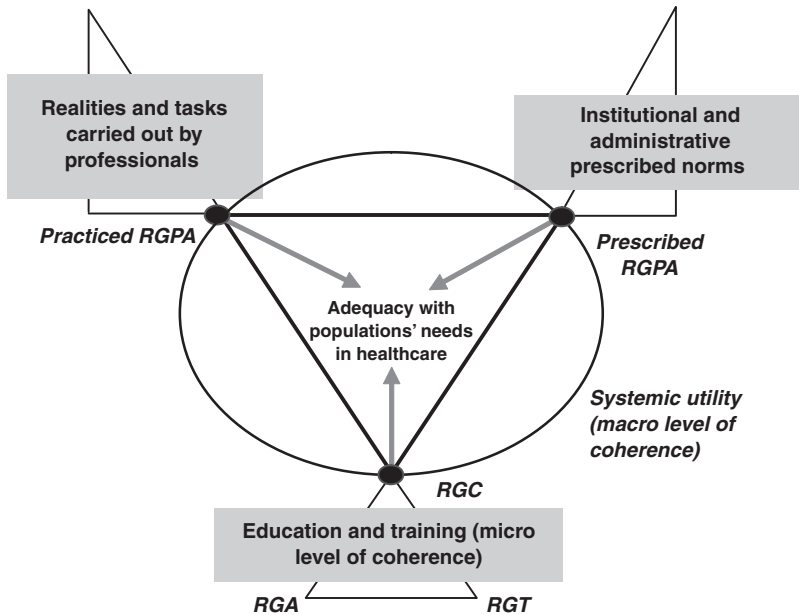 Realities and tasks
carried out by
professionals
Institutional and
administrative
prescribed norms
Practiced RGPA
Prescribed
RGPA
Adequacy with
populations’ needs
in healthcare
Systemic utility
(macro level of
coherence)
RGC
Education and training (micro
level of coherence)
RGA
RGT